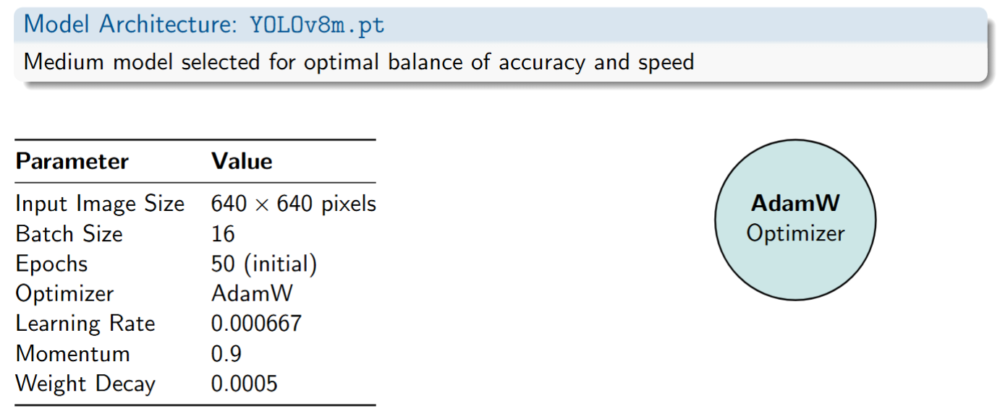 Model Architecture: YOLOv8m.pt
Medium model selected for optimal balance of accuracy and speed
Parameter Value
Input Image Size 640 × 640 pixels
Batch Size 16
Epochs 50 (initial)
Optimizer AdamW
Learning Rate 0.000667
Momentum 0.9
Weight Decay 0.0005
AdamW
Optimizer